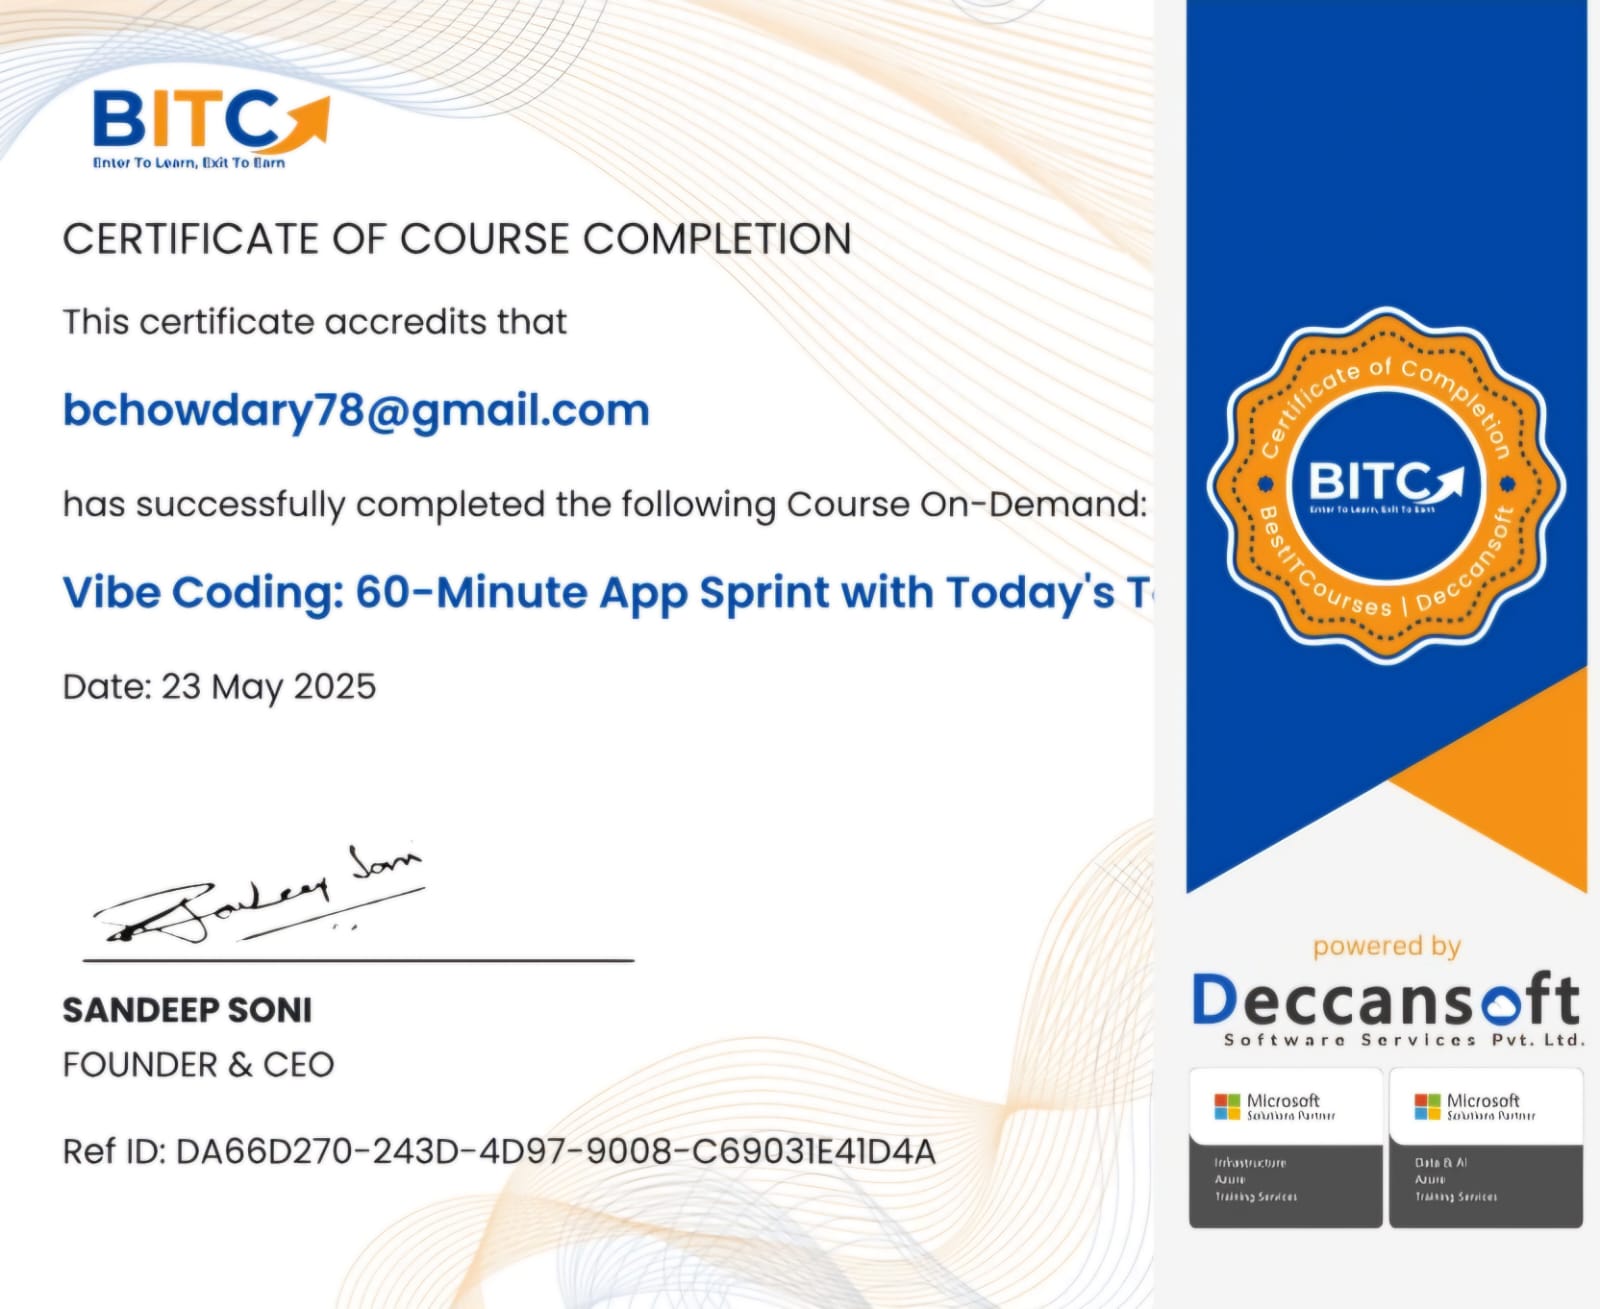 BITC
Enter To Learn, Exit To Earn
CERTIFICATE OF COURSE COMPLETION
This certificate accredits that
bchowdary78@gmail.com
has successfully completed the following Course On-Demand:
Vibe Coding: 60-Minute App Sprint with Today's
Date: 23 May 2025
Sandeep Soni
SANDEEP SONI
FOUNDER & CEO
Ref ID: DA66D270-243D-4D97-9008-C69031E41D4A
Certificate of Completion
BITC
Enter To Learn, Exit To Earn
BestITCourses | Deccansoft
powered by
Deccansoft
Software Services Pvt. Ltd.
Microsoft
Solutions Partner
Infrastructure
Azure
Training Services
Microsoft
Solutions Partner
Data & AI
Azure
Training Services